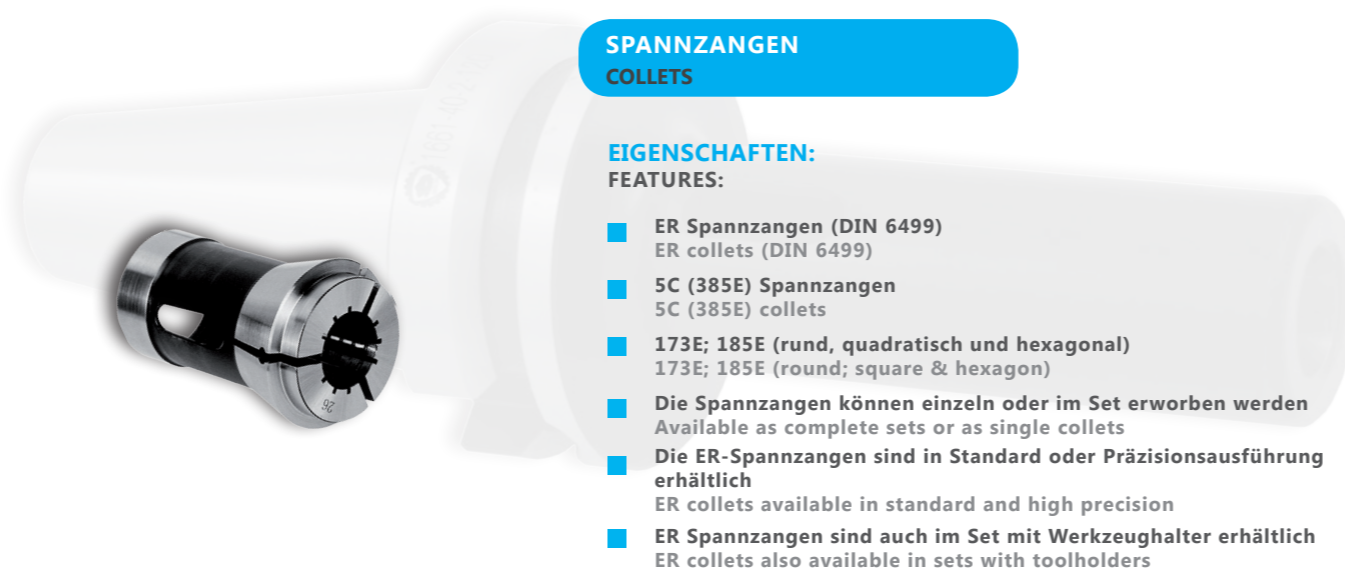 SPANNZANGEN
COLLETS
EIGENSCHAFTEN:
FEATURES:
ER Spannzangen (DIN 6499)
ER collets (DIN 6499)
5C (385E) Spannzangen
5C (385E) collets
173E; 185E (rund, quadratisch und hexagonal)
173E; 185E (round; square & hexagon)
Die Spannzangen können einzeln oder im Set erworben werden
Available as complete sets or as single collets
Die ER-Spannzangen sind in Standard oder Präzisionsausführung
erhältlich
ER collets available in standard and high precision
ER Spannzangen sind auch im Set mit Werkzeughalter erhältlich
ER collets also available in sets with toolholders
26